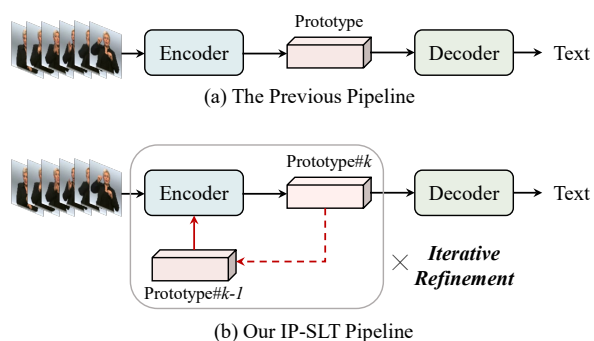 Prototype
Encoder
Decoder
Text
(a) The Previous Pipeline
Prototype#k
Encoder
Decoder
Text
Prototype#k-1
× Iterative
Refinement
(b) Our IP-SLT Pipeline